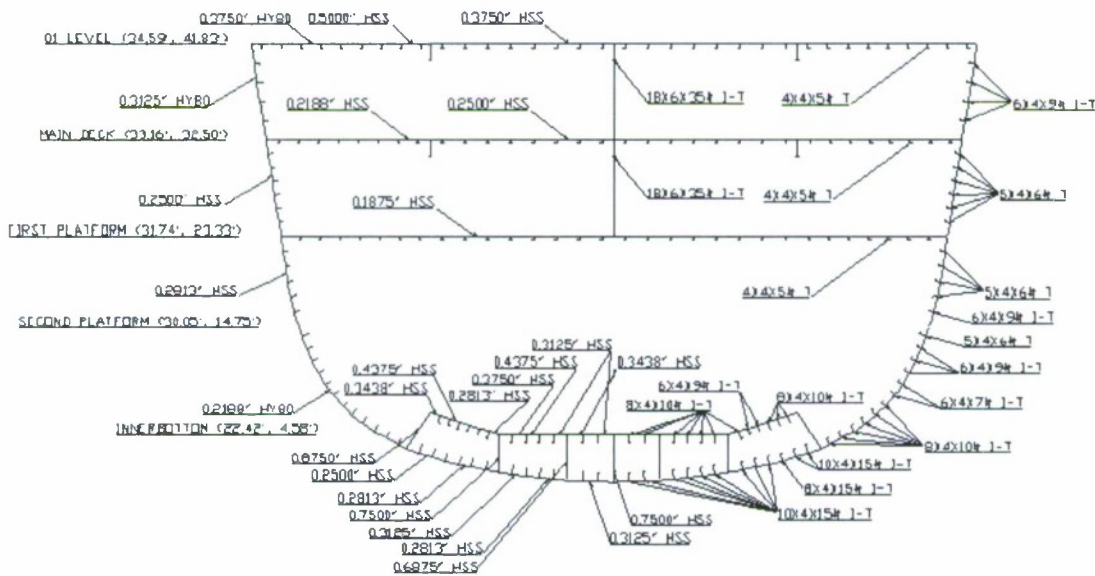 0.3750" HY80
0.5000" HSS
0.3750" HSS
01 LEVEL (34.59', 41.83')
0.3125" HY80
0.2188" HSS
0.2500" HSS
18X6X35# I-T
4X4X5# T
6X4X9# I-T
MAIN DECK (33.16', 32.50')
0.2500" HSS
0.1875" HSS
18X6X35# I-T
4X4X5# T
5X4X6# T
FIRST PLATFORM (31.74', 23.33')
0.2813" HSS
4X4X5# T
5X4X6# T
SECOND PLATFORM (30.05', 14.75')
6X4X9# I-T
0.3125" HSS
5X4X6# T
0.4375" HSS
0.4375" HSS
0.3438" HSS
0.3750" HSS
6X4X9# I-T
6X4X9# I-T
0.3438" HSS
0.2813" HSS
8X4X10# I-T
8X4X10# I-T
6X4X7# I-T
0.2188" HY80
INNERBOTTOM (22.42', 4.58')
8X4X10# I-T
0.6750" HSS
10X4X15# I-T
0.2500" HSS
8X4X15# I-T
0.2813" HSS
0.7500" HSS
10X4X15# I-T
0.3125" HSS
0.7500" HSS
0.2813" HSS
0.3125" HSS
0.6875" HSS